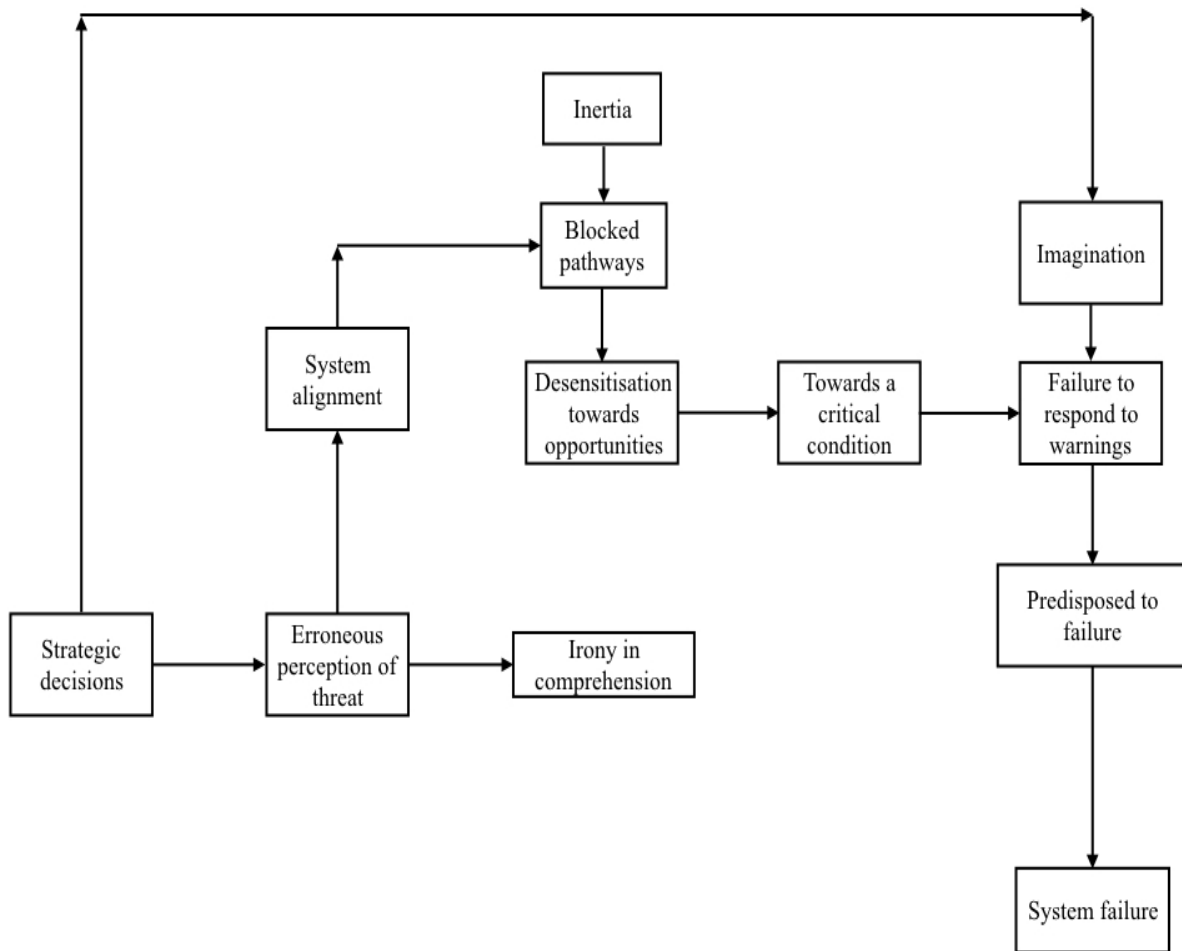 Inertia
Blocked
pathways
Imagination
System
alignment
Desensitisation
towards
opportunities
Towards a
critical
condition
Failure to
respond to
warnings
Strategic
decisions
Erroneous
perception of
threat
Irony in
comprehension
Predisposed to
failure
System failure